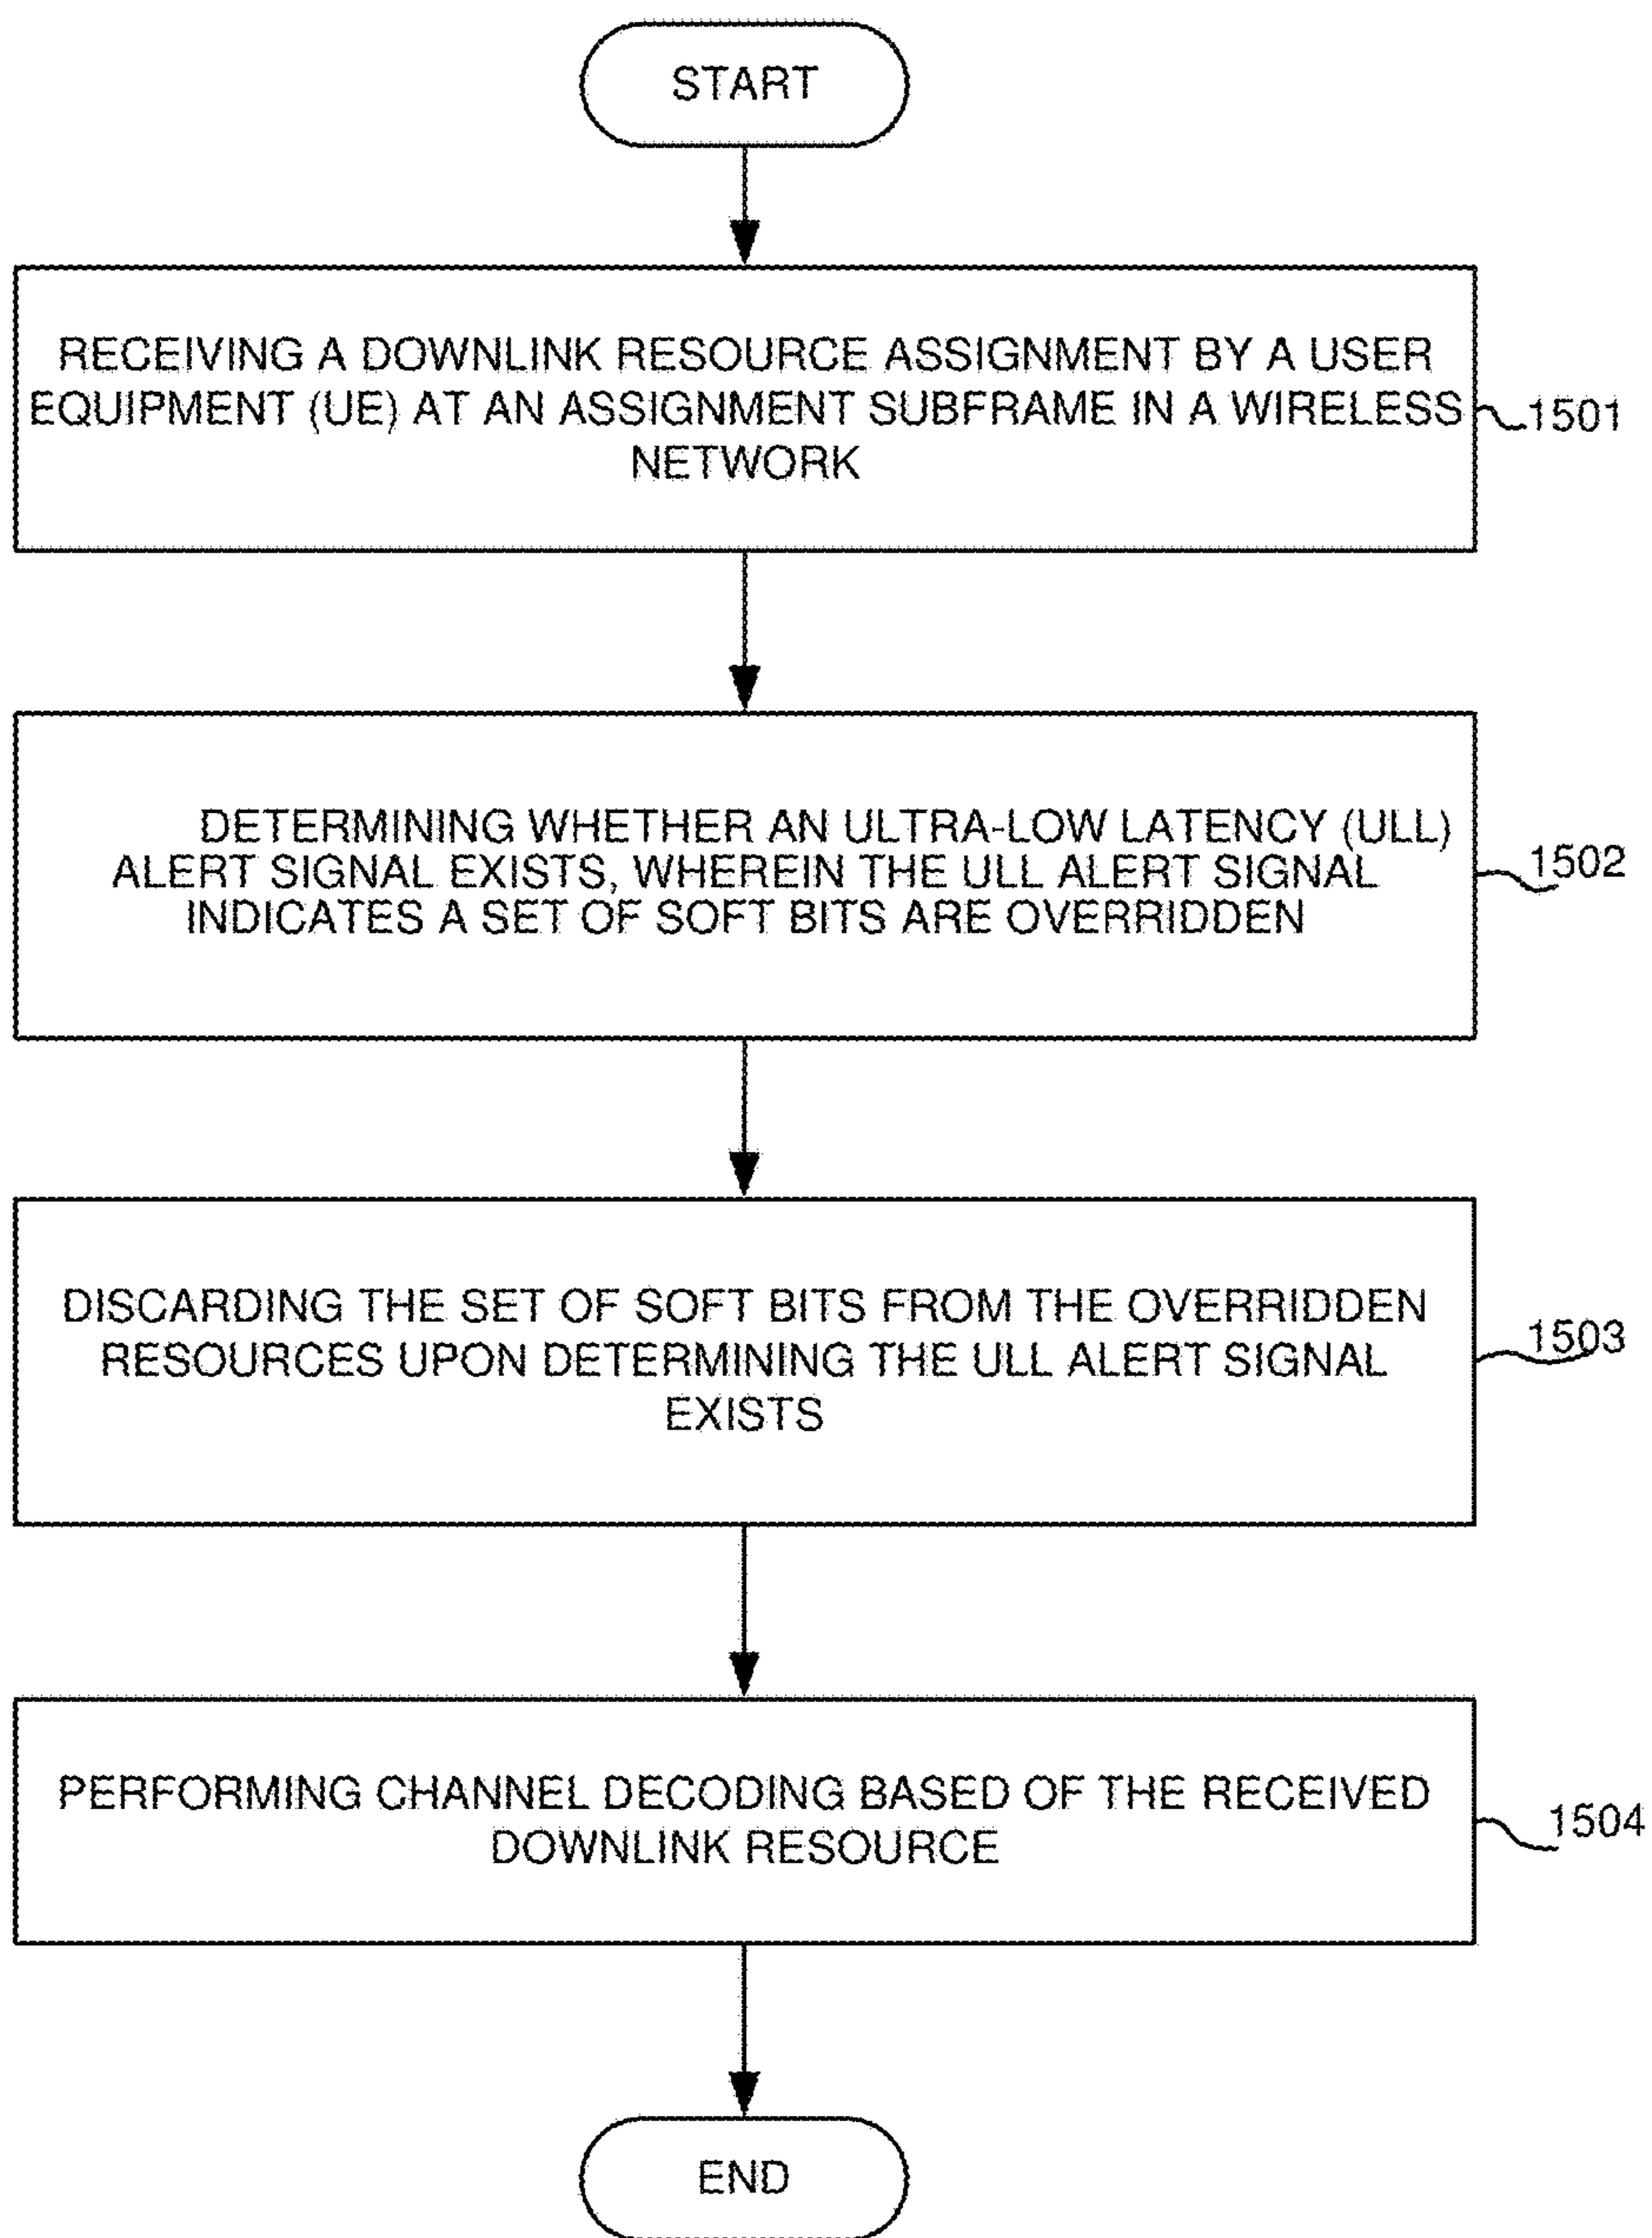 START
RECEIVING A DOWNLINK RESOURCE ASSIGNMENT BY A USER
EQUIPMENT (UE) AT AN ASSIGNMENT SUBFRAME IN A WIRELESS
NETWORK
1501
DETERMINING WHETHER AN ULTRA-LOW LATENCY (ULL)
ALERT SIGNAL EXISTS, WHEREIN THE ULL ALERT SIGNAL
INDICATES A SET OF SOFT BITS ARE OVERRIDDEN
1502
DISCARDING THE SET OF SOFT BITS FROM THE OVERRIDDEN
RESOURCES UPON DETERMINING THE ULL ALERT SIGNAL
EXISTS
1503
PERFORMING CHANNEL DECODING BASED OF THE RECEIVED
DOWNLINK RESOURCE
1504
END